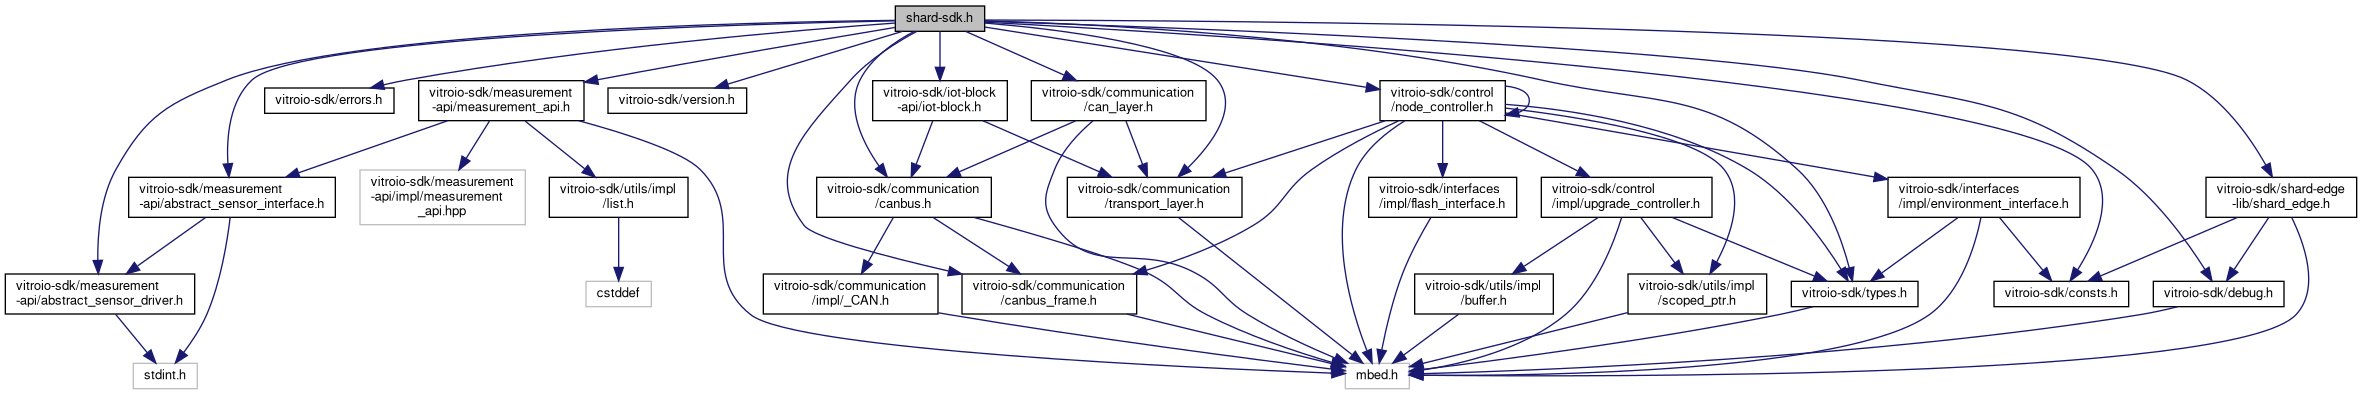 shard-sdk.h
vitroio-sdk/errors.h
vitroio-sdk/measurement
-api/measurement_api.h
vitroio-sdk/version.h
vitroio-sdk/iot-block
-api/iot-block.h
vitroio-sdk/communication
/can_layer.h
vitroio-sdk/control
/node_controller.h
vitroio-sdk/measurement
-api/abstract_sensor_interface.h
vitroio-sdk/measurement
-api/impl/measurement
_api.hpp
vitroio-sdk/utils/impl
/list.h
vitroio-sdk/communication
/canbus.h
vitroio-sdk/communication
/transport_layer.h
vitroio-sdk/interfaces
/impl/flash_interface.h
vitroio-sdk/control
/impl/upgrade_controller.h
vitroio-sdk/interfaces
/impl/environment_interface.h
vitroio-sdk/shard-edge
-lib/shard_edge.h
vitroio-sdk/measurement
-api/abstract_sensor_driver.h
cstddef
vitroio-sdk/communication
/impl/_CAN.h
vitroio-sdk/communication
/canbus_frame.h
vitroio-sdk/utils/impl
/buffer.h
vitroio-sdk/utils/impl
/scoped_ptr.h
vitroio-sdk/types.h
vitroio-sdk/consts.h
vitroio-sdk/debug.h
stdint.h
mbed.h